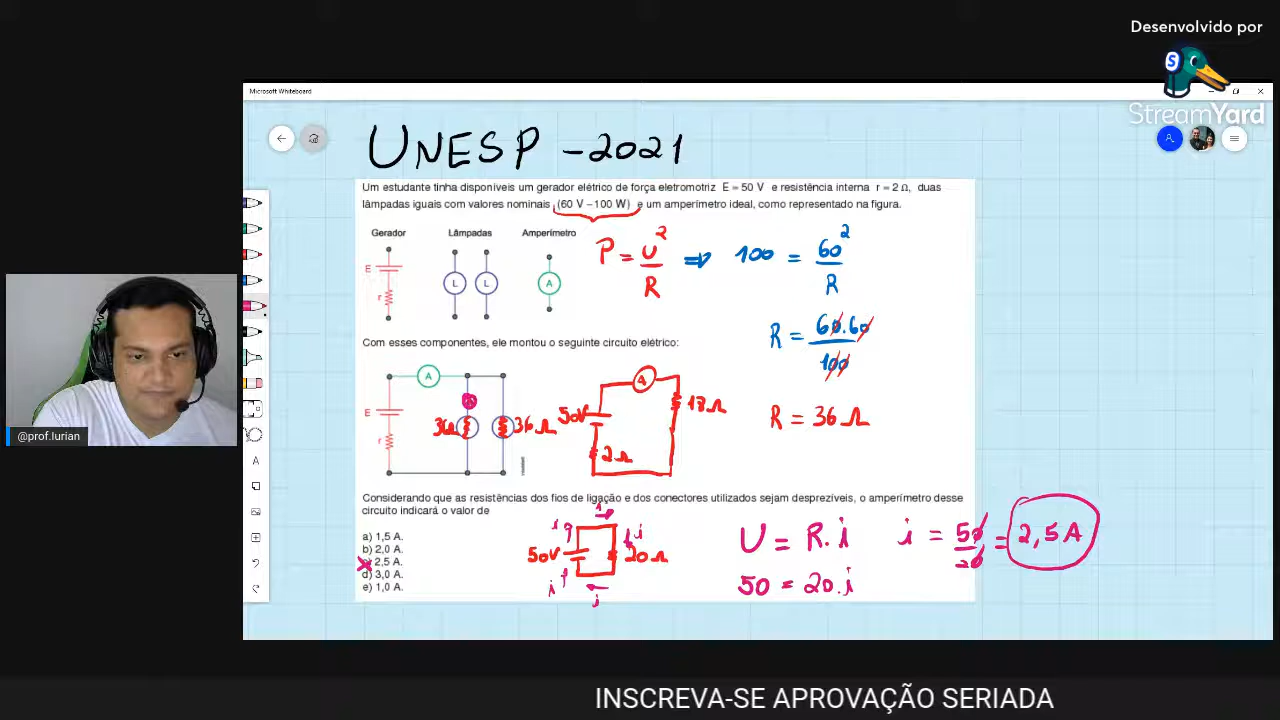 Desenvolvido por
StreamYard
Microsoft Whiteboard
UNESP - 2021
Um estudante tinha disponíveis um gerador elétrico de força eletromotriz E = 50 V e resistência interna r = 2 Ω, duas
lâmpadas iguais com valores nominais (60 V – 100 W) e um amperímetro ideal, como representado na figura.
Gerador Lâmpadas Amperímetro
E
r
L L
A
P = U² / R ⇒ 100 = 60² / R
R = 60.60 / 100
R = 36 Ω
Com esses componentes, ele montou o seguinte circuito elétrico:
A
E
r
36Ω 36 Ω
A
50V
18Ω
2Ω
Considerando que as resistências dos fios de ligação e dos conectores utilizados sejam desprezíveis, o amperímetro desse
circuito indicará o valor de
a) 1,5 A.
b) 2,0 A.
c) 2,5 A.
d) 3,0 A.
e) 1,0 A.
i i i
50V 20Ω
i i
U = R.i
50 = 20.i
i = 50 / 20 = 2,5 A
@prof.lurian
A
INSCREVA-SE APROVAÇÃO SERIADA